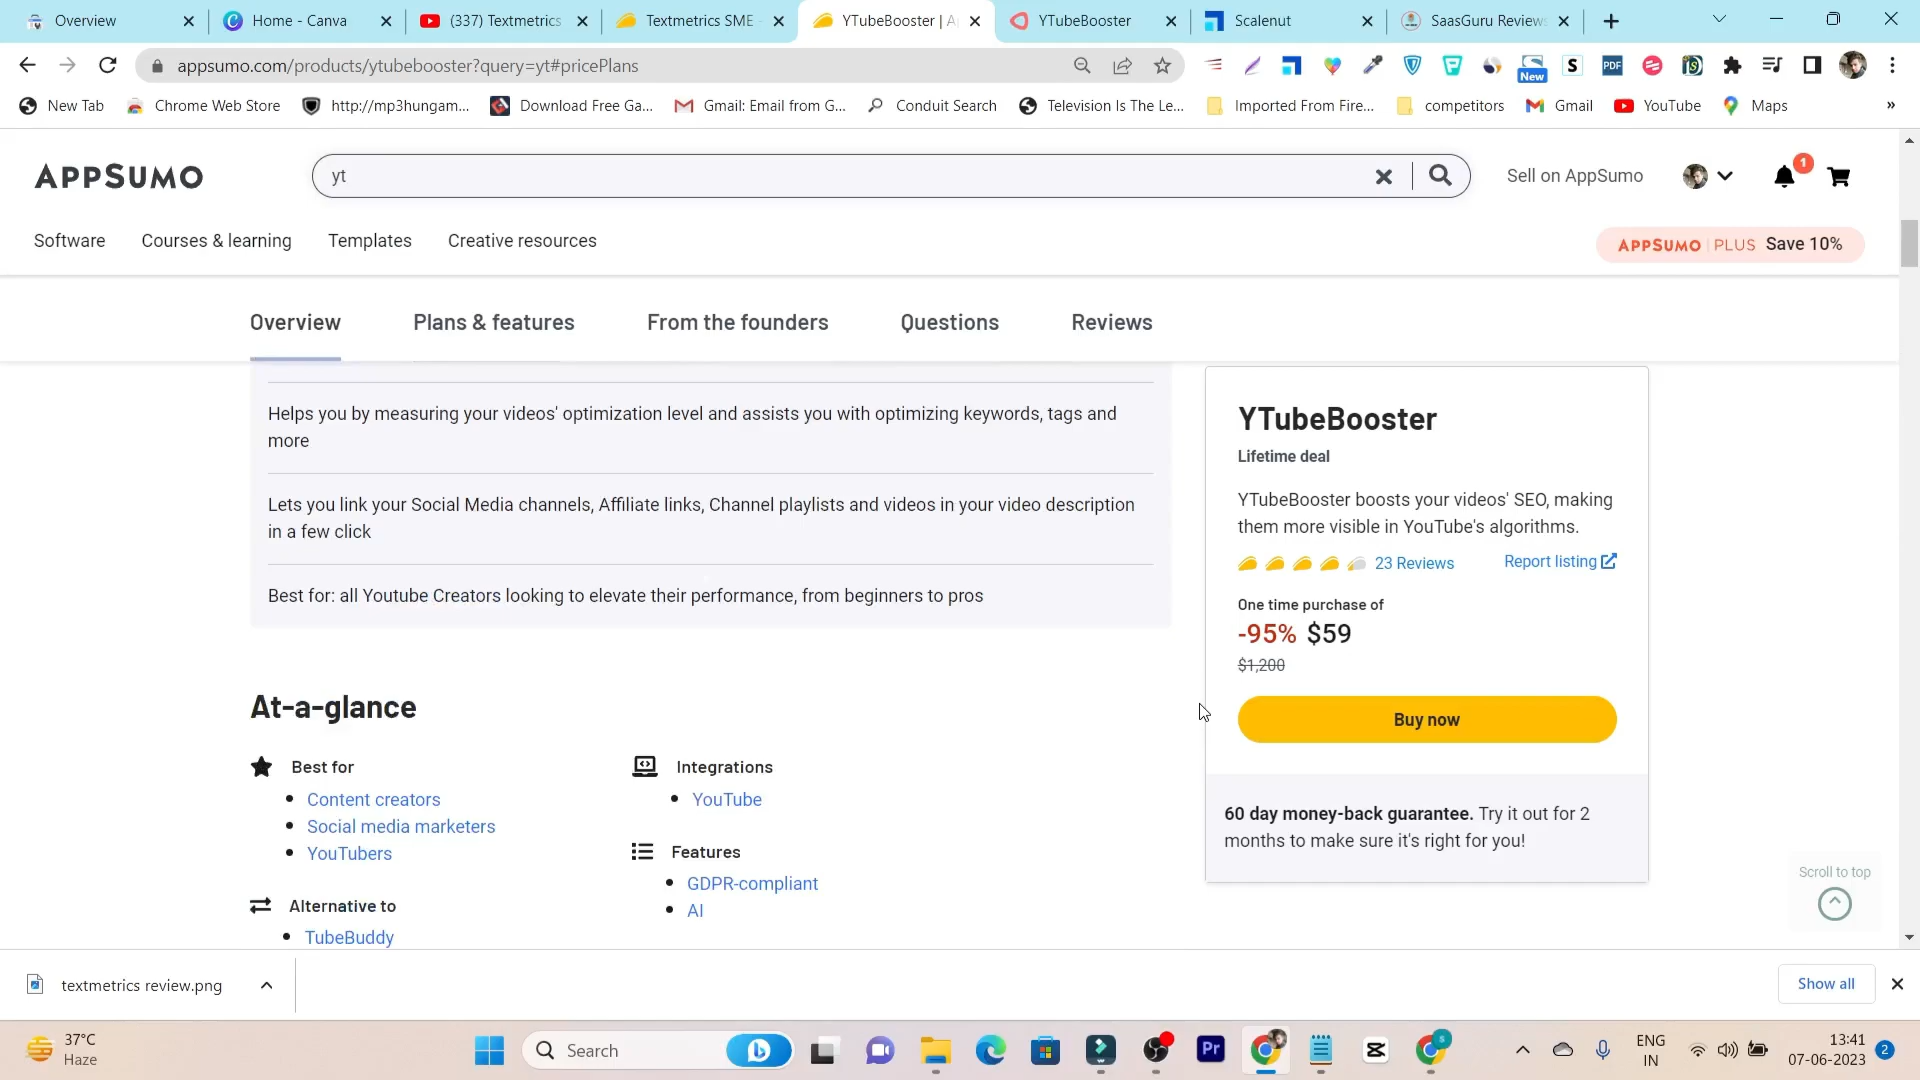 Overview
Home - Canva
(337) Textmetrics
Textmetrics SME -
YTubeBooster | A
YTubeBooster
Scalenut
SaasGuru Reviews
appsumo.com/products/ytubebooster?query=yt#pricePlans
New
PDF
New Tab
Chrome Web Store
http://mp3hungam...
Download Free Ga...
Gmail: Email from G...
Conduit Search
Television Is The Le...
Imported From Fire...
competitors
Gmail
YouTube
Maps
»
APPSUMO
yt
Sell on AppSumo
1
Software
Courses & learning
Templates
Creative resources
APPSUMO | PLUS Save 10%
Overview
Plans & features
From the founders
Questions
Reviews
Helps you by measuring your videos' optimization level and assists you with optimizing keywords, tags and
more
Lets you link your Social Media channels, Affiliate links, Channel playlists and videos in your video description
in a few click
Best for: all Youtube Creators looking to elevate their performance, from beginners to pros
YTubeBooster
Lifetime deal
YTubeBooster boosts your videos' SEO, making
them more visible in YouTube's algorithms.
23 Reviews
Report listing
One time purchase of
-95% $59
$1,200
Buy now
60 day money-back guarantee. Try it out for 2
months to make sure it's right for you!
At-a-glance
Best for
Content creators
Social media marketers
YouTubers
Alternative to
TubeBuddy
Integrations
YouTube
Features
GDPR-compliant
AI
Scroll to top
textmetrics review.png
Show all
37°C
Haze
Search
Pr
ENG
IN
13:41
07-06-2023
2